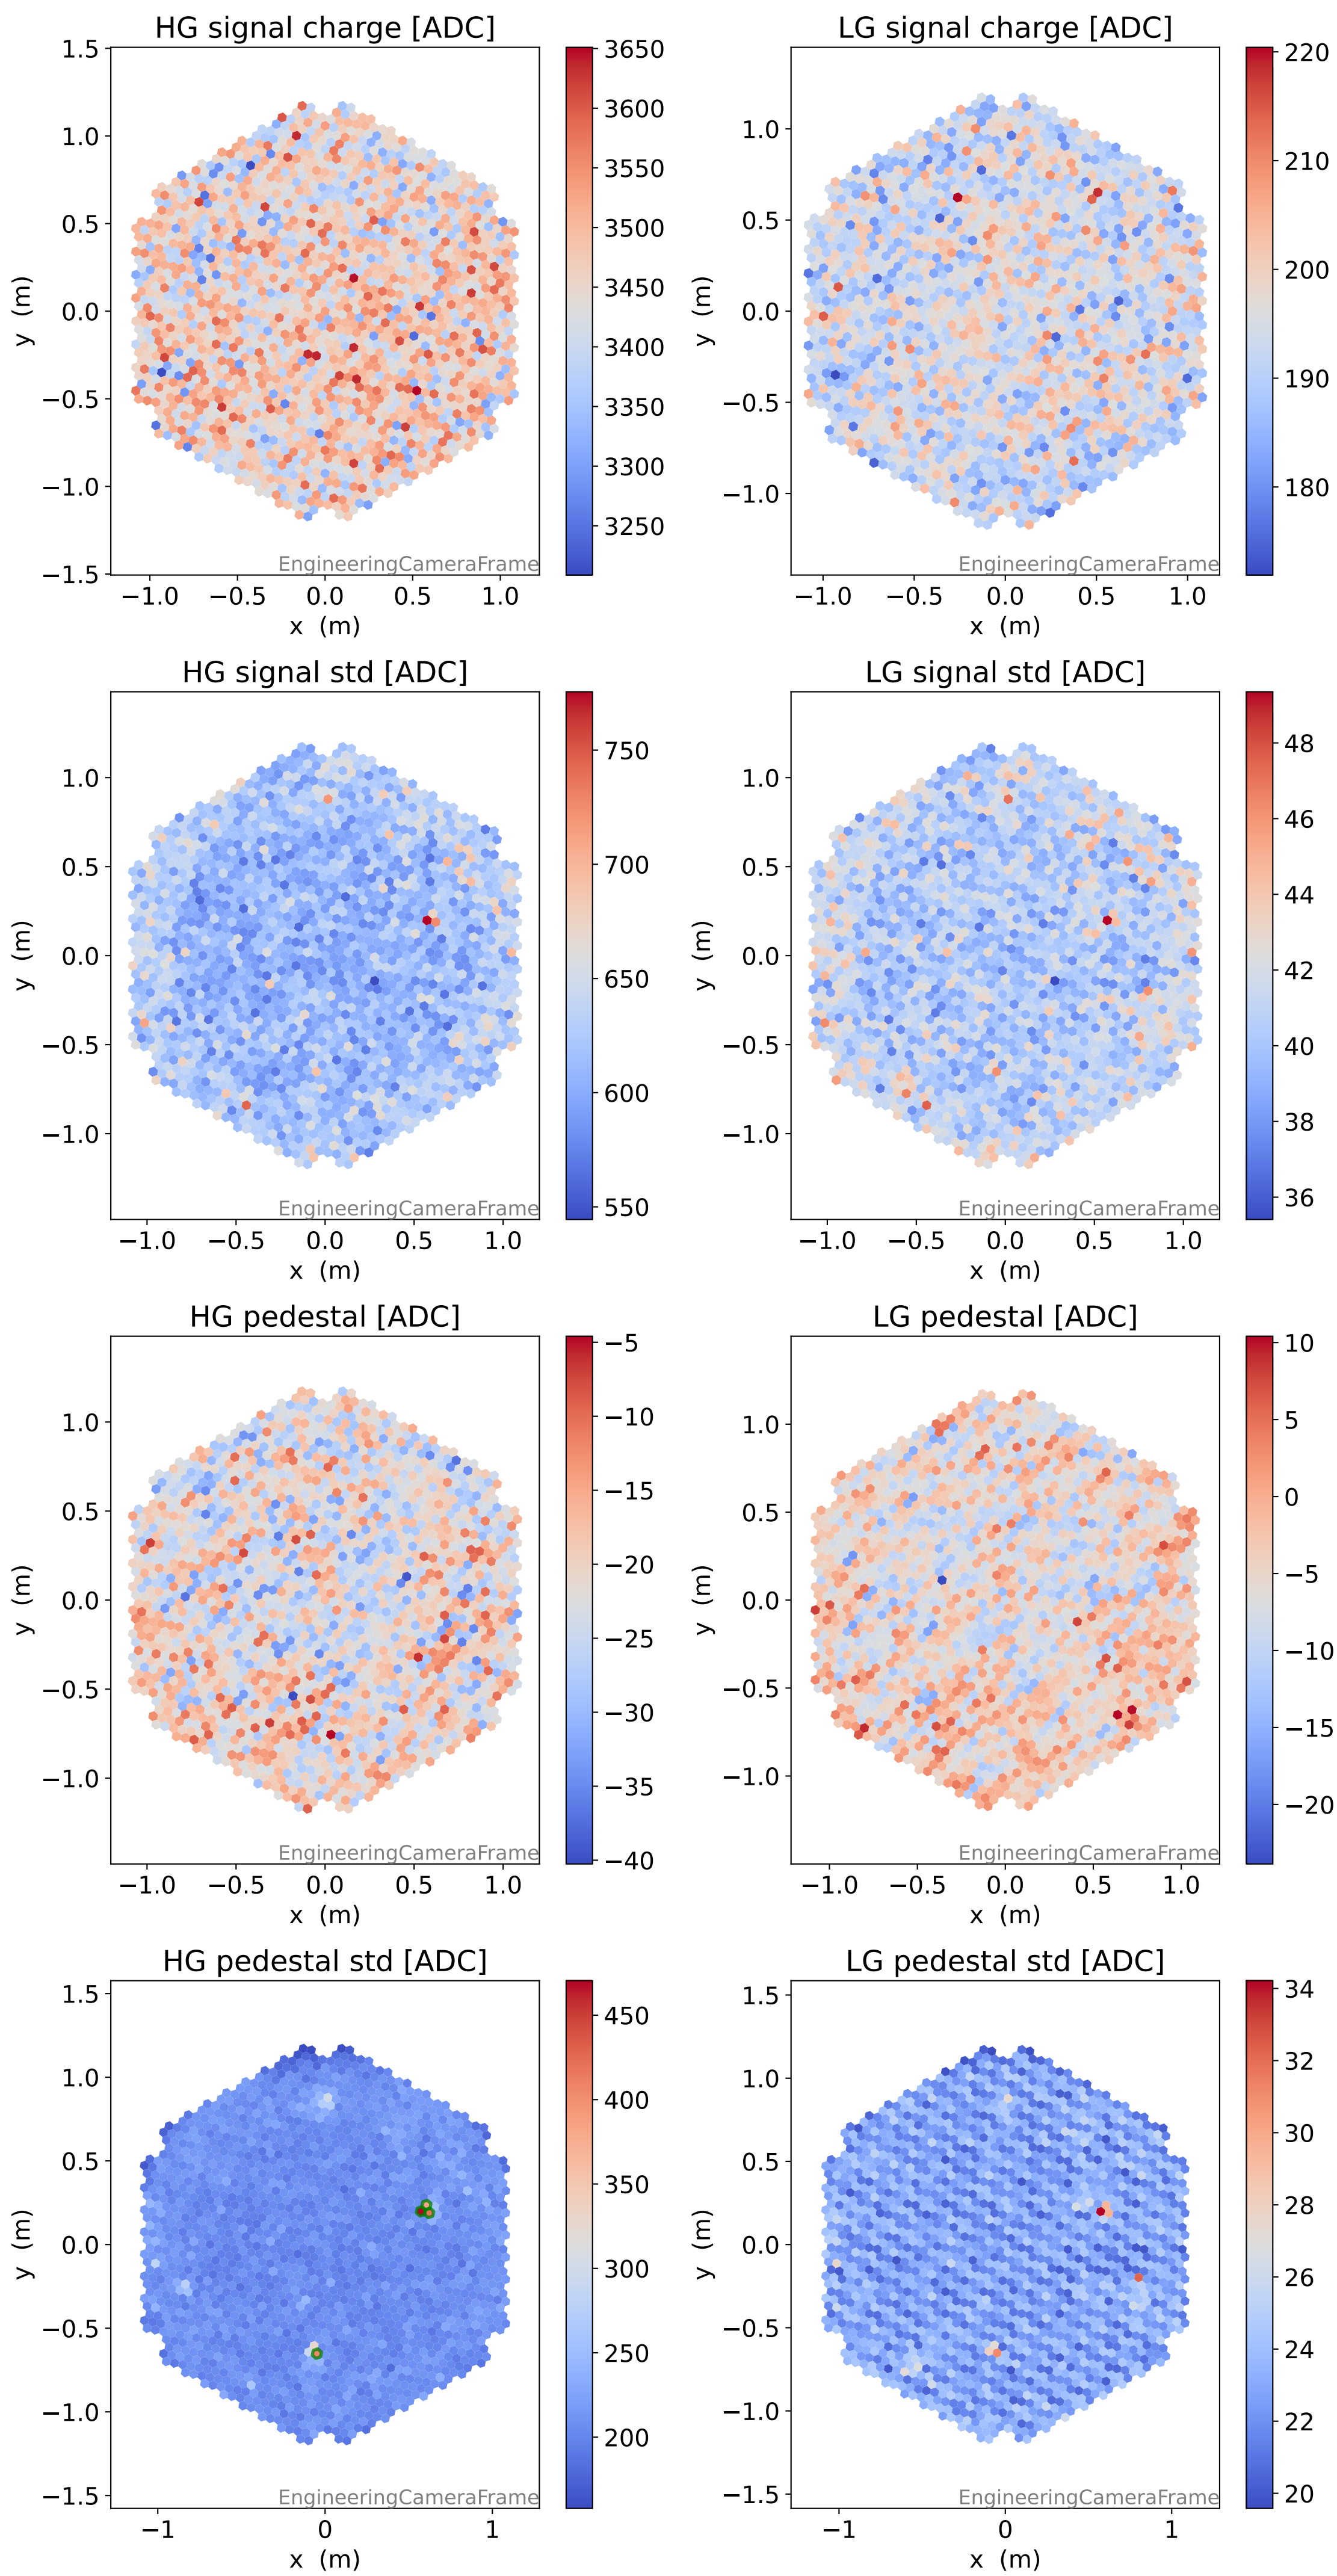 HG signal charge [ADC]
1.5
1.0
0.5
0.0
−0.5
−1.0
−1.5
y (m)
−1.0 −0.5 0.0 0.5 1.0
x (m)
EngineeringCameraFrame
3650
3600
3550
3500
3450
3400
3350
3300
3250
LG signal charge [ADC]
1.0
0.5
0.0
−0.5
−1.0
y (m)
−1.0 −0.5 0.0 0.5 1.0
x (m)
EngineeringCameraFrame
220
210
200
190
180
HG signal std [ADC]
1.0
0.5
0.0
−0.5
−1.0
y (m)
−1.0 −0.5 0.0 0.5 1.0
x (m)
EngineeringCameraFrame
750
700
650
600
550
LG signal std [ADC]
1.0
0.5
0.0
−0.5
−1.0
y (m)
−1.0 −0.5 0.0 0.5 1.0
x (m)
EngineeringCameraFrame
48
46
44
42
40
38
36
HG pedestal [ADC]
1.0
0.5
0.0
−0.5
−1.0
y (m)
−1.0 −0.5 0.0 0.5 1.0
x (m)
EngineeringCameraFrame
−5
−10
−15
−20
−25
−30
−35
−40
LG pedestal [ADC]
1.0
0.5
0.0
−0.5
−1.0
y (m)
−1.0 −0.5 0.0 0.5 1.0
x (m)
EngineeringCameraFrame
10
5
0
−5
−10
−15
−20
HG pedestal std [ADC]
1.5
1.0
0.5
0.0
−0.5
−1.0
−1.5
y (m)
−1 0 1
x (m)
EngineeringCameraFrame
450
400
350
300
250
200
LG pedestal std [ADC]
1.5
1.0
0.5
0.0
−0.5
−1.0
−1.5
y (m)
−1 0 1
x (m)
EngineeringCameraFrame
34
32
30
28
26
24
22
20